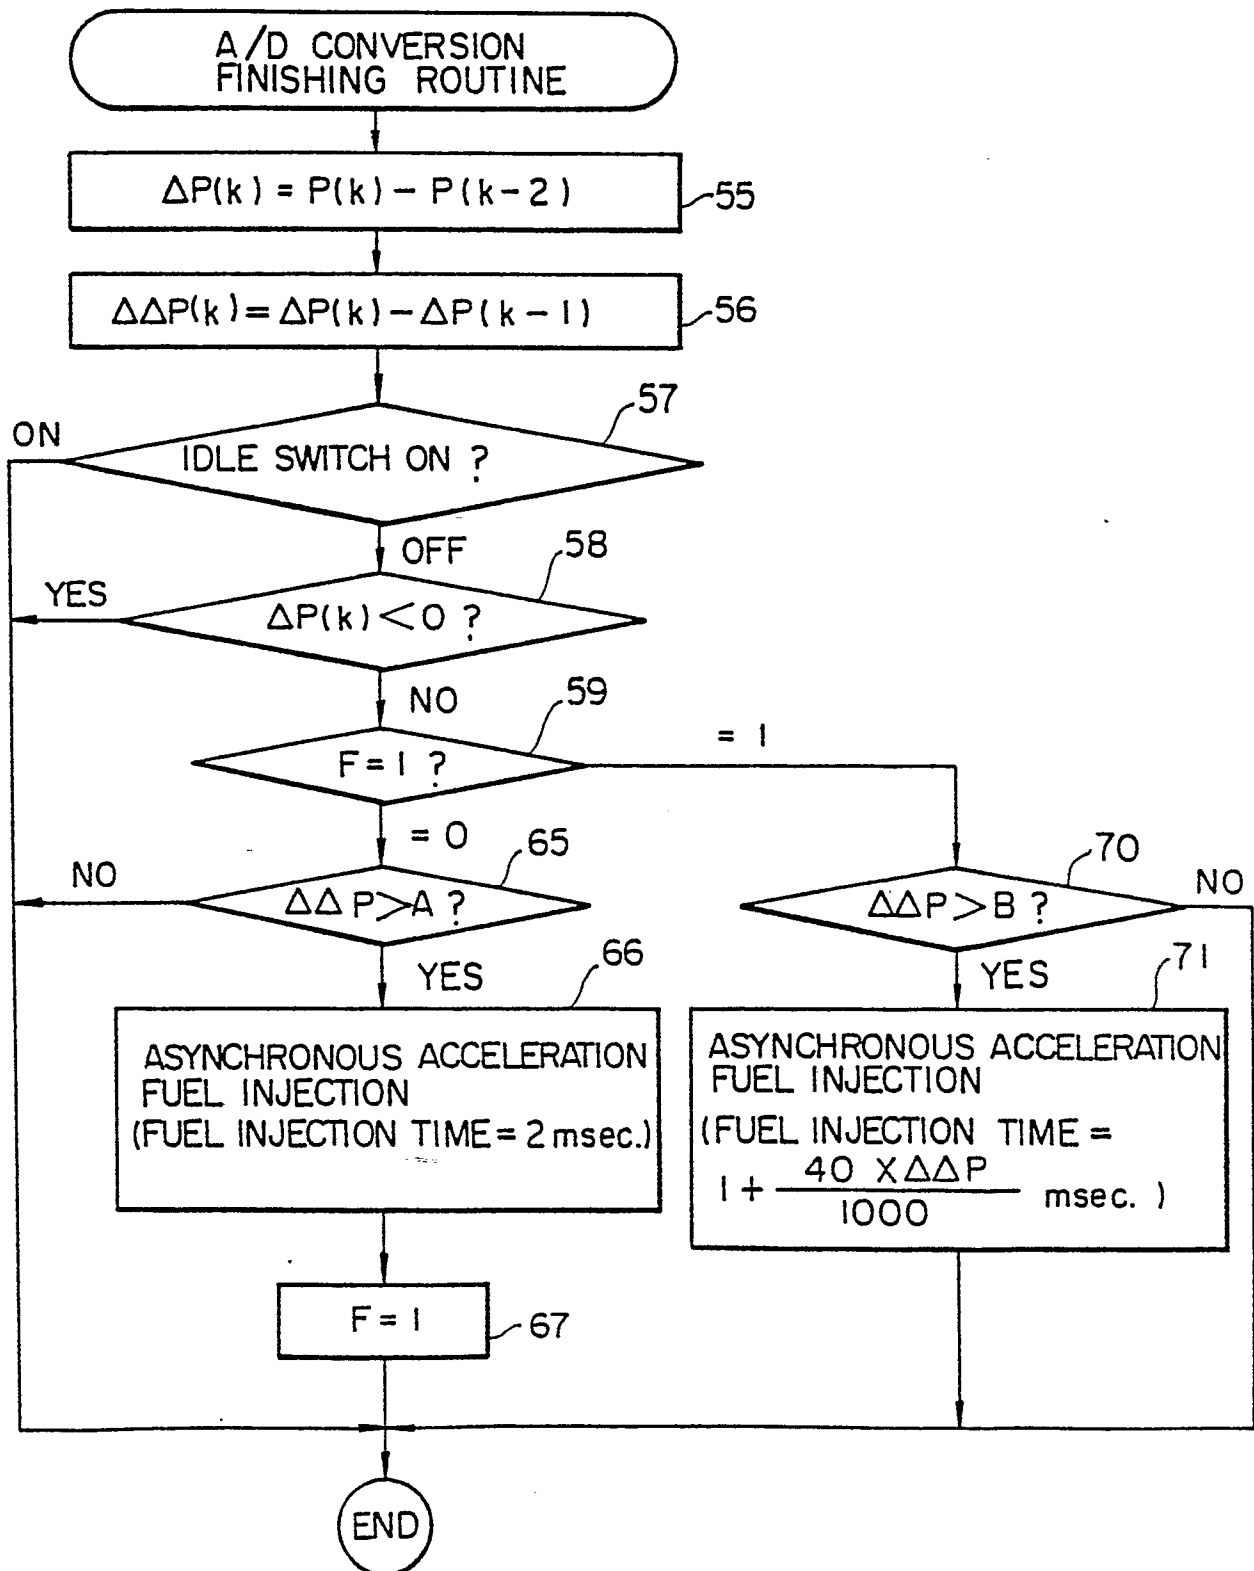 A/D CONVERSION
FINISHING ROUTINE
ΔP(k) = P(k) - P(k-2)
55
ΔΔP(k) = ΔP(k) - ΔP(k-1)
56
57
ON
IDLE SWITCH ON ?
OFF
58
YES
ΔP(k) < 0 ?
NO
59
F = 1 ?
= 1
= 0
65
NO
ΔΔP > A ?
70
ΔΔP > B ?
NO
YES
66
YES
71
ASYNCHRONOUS ACCELERATION
FUEL INJECTION
(FUEL INJECTION TIME = 2 msec.)
ASYNCHRONOUS ACCELERATION
FUEL INJECTION
(FUEL INJECTION TIME =
1 + 40 X ΔΔP / 1000 msec. )
F = 1
67
END